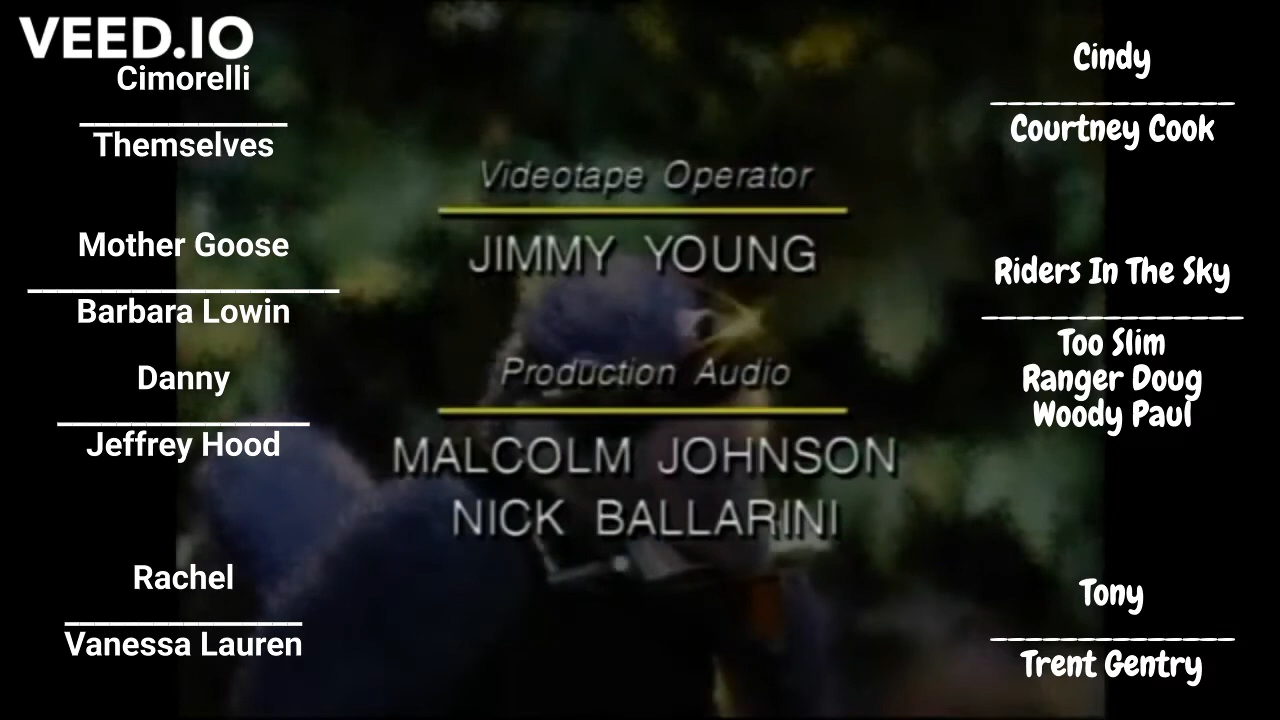 VEED.IO
Cimorelli
Themselves
Mother Goose
Barbara Lowin
Danny
Jeffrey Hood
Rachel
Vanessa Lauren
Videotape Operator
JIMMY YOUNG
Production Audio
MALCOLM JOHNSON
NICK BALLARINI
Cindy
Courtney Cook
Riders In The Sky
Too Slim
Ranger Doug
Woody Paul
Tony
Trent Gentry